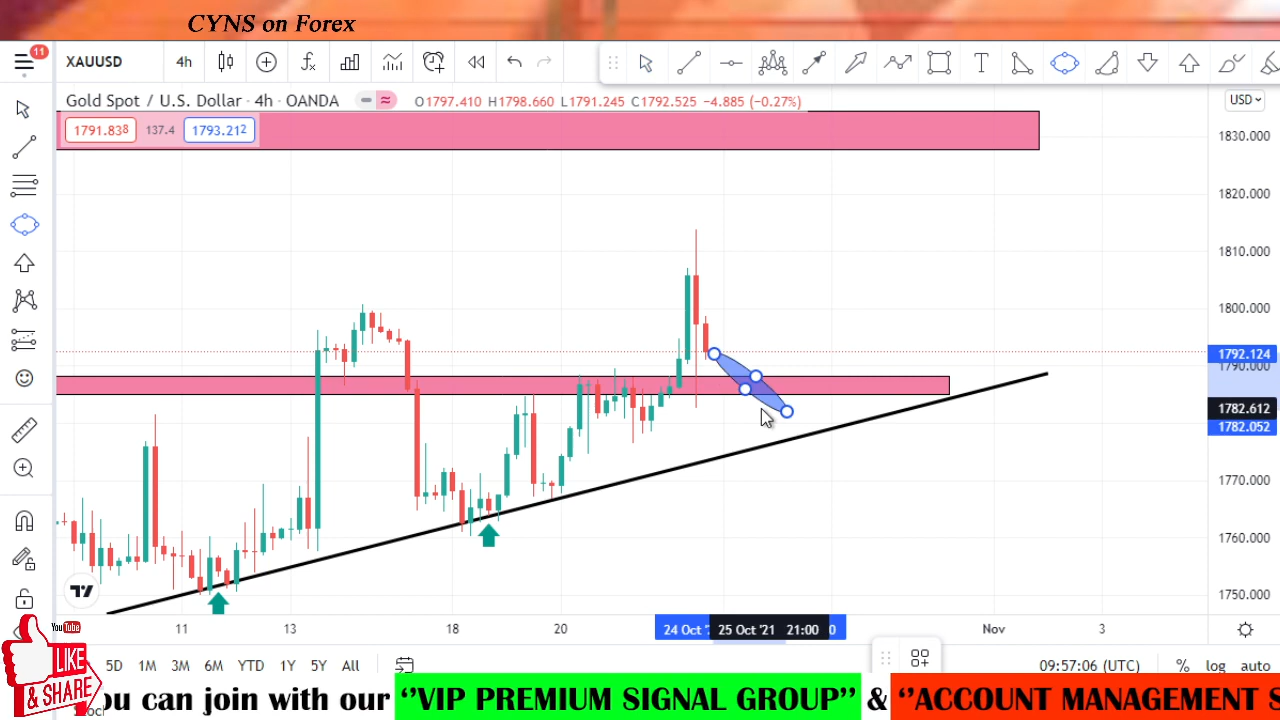 CYNS on Forex
11
XAUUSD
4h
Gold Spot / U.S. Dollar · 4h · OANDA
O1797.410 H1798.660 L1791.245 C1792.525 −4.885 (−0.27%)
USD
1791.838
137.4
1793.212
1830.000
1820.000
1810.000
1800.000
1792.124
1790.000
1782.612
1782.052
1770.000
1760.000
1750.000
11
13
18
20
24 Oct
25 Oct '21 21:00
Nov
3
YouTube
LIKE
& SHARE
5D 1M 3M 6M YTD 1Y 5Y All
09:57:06 (UTC)
% log auto
ou can join with our ‘‘VIP PREMIUM SIGNAL GROUP’’ & ‘‘ACCOUNT MANAGEMENT S